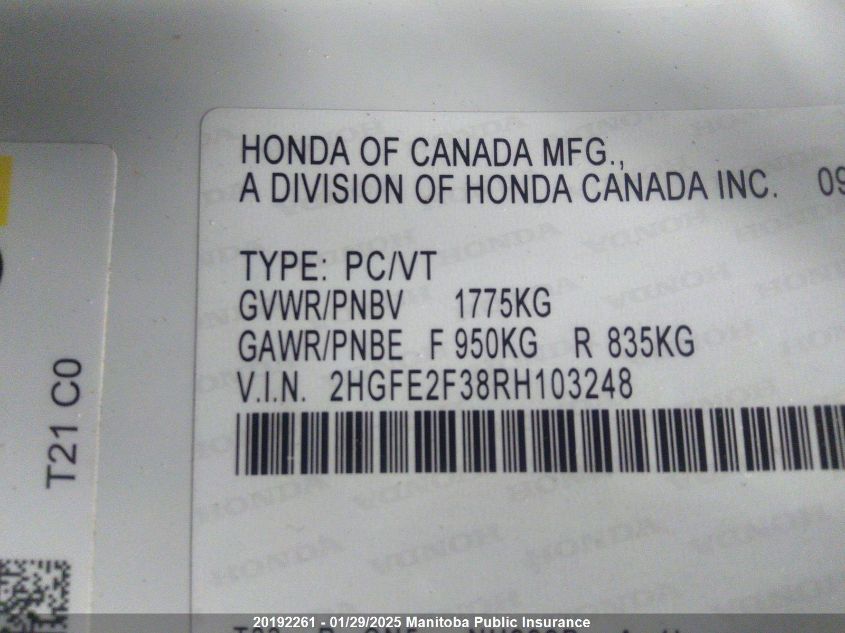 HONDA OF CANADA MFG.,
A DIVISION OF HONDA CANADA INC. 09
TYPE: PC/VT
GVWR/PNBV 1775KG
GAWR/PNBE F 950KG R 835KG
V.I.N. 2HGFE2F38RH103248
T21 C0
20192261 - 01/29/2025 Manitoba Public Insurance